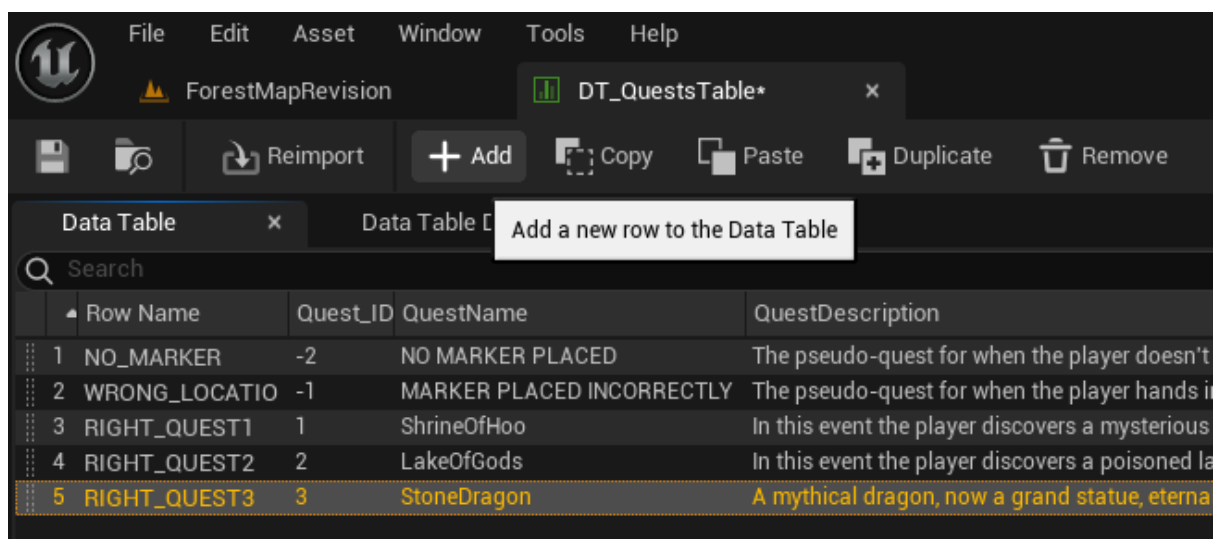 File Edit Asset Window Tools Help
ForestMapRevision DT_QuestsTable*
Reimport Add Copy Paste Duplicate Remove
Data Table Data Table
Add a new row to the Data Table
Search
Row Name Quest_ID QuestName QuestDescription
1 NO_MARKER -2 NO MARKER PLACED The pseudo-quest for when the player doesn't
2 WRONG_LOCATIO -1 MARKER PLACED INCORRECTLY The pseudo-quest for when the player hands
3 RIGHT_QUEST1 1 ShrineOfHoo In this event the player discovers a mysterious
4 RIGHT_QUEST2 2 LakeOfGods In this event the player discovers a poisoned
5 RIGHT_QUEST3 3 StoneDragon A mythical dragon, now a grand statue,